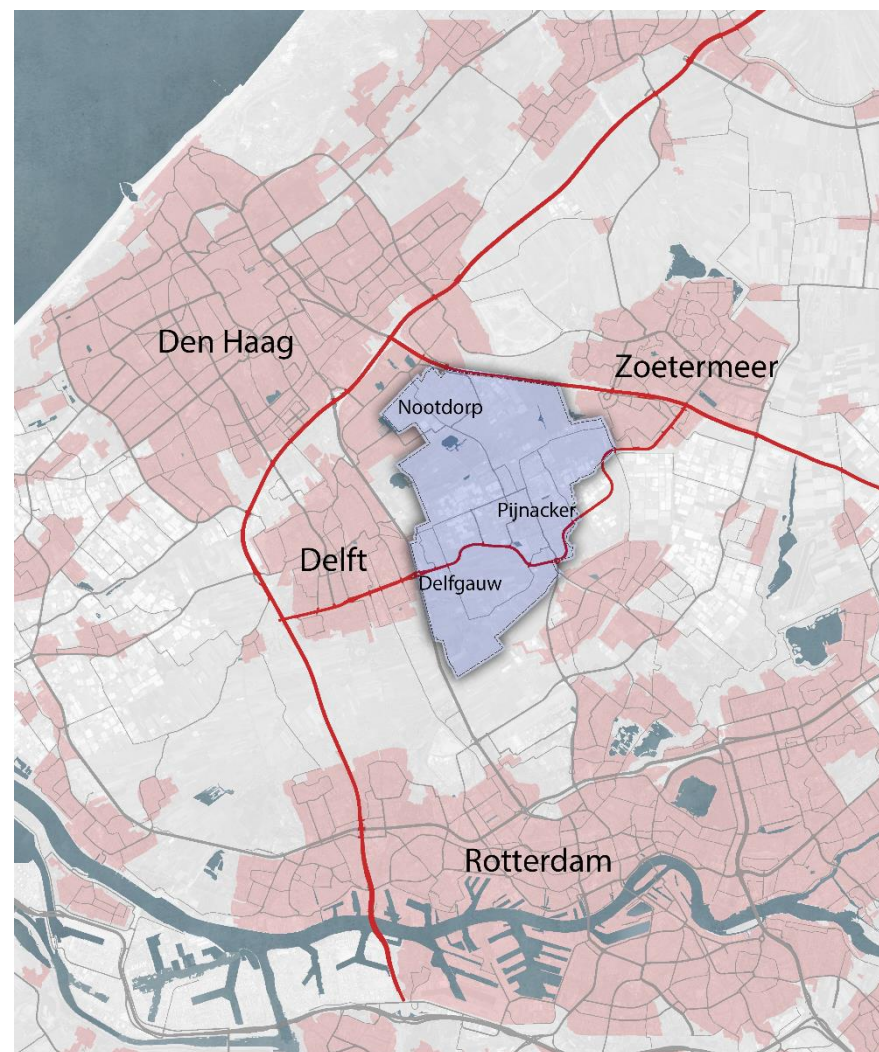 Den Haag
Zoetermeer
Nootdorp
Pijnacker
Delft
Delfgauw
Rotterdam